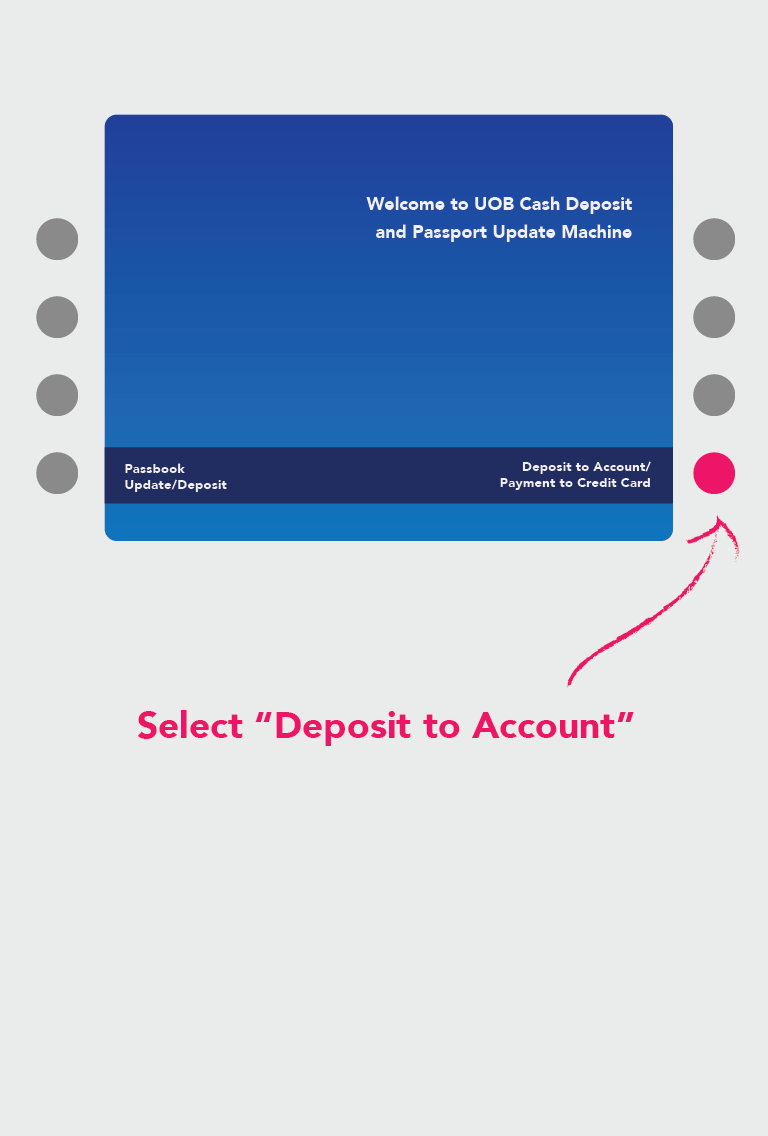 Welcome to UOB Cash Deposit
and Passport Update Machine
Passbook
Update/Deposit
Deposit to Account/
Payment to Credit Card
Select “Deposit to Account”